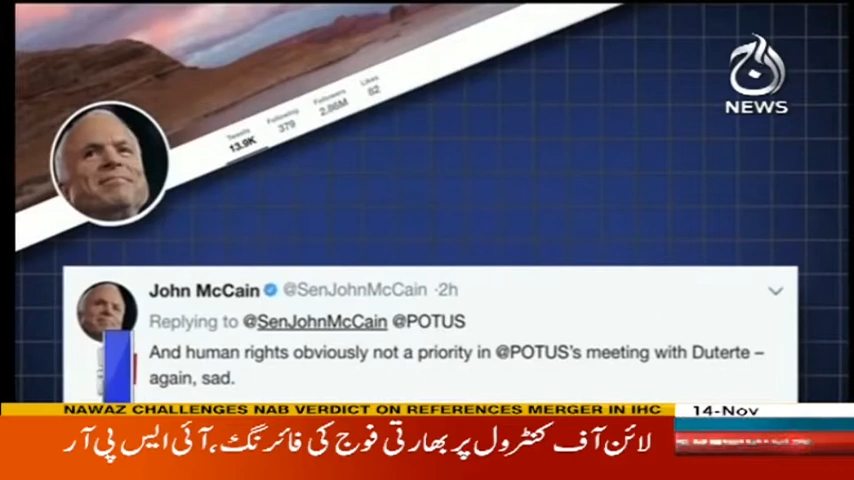 آج
NEWS
Tweets Following Followers Likes
13.9K 379 2.86M 82
John McCain @SenJohnMcCain ·2h
Replying to @SenJohnMcCain @POTUS
And human rights obviously not a priority in @POTUS's meeting with Duterte –
again, sad.
NAWAZ CHALLENGES NAB VERDICT ON REFERENCES MERGER IN IHC
14-Nov
لائن آف کنٹرول پر بھارتی فوج کی فائرنگ، آئی ایس پی آر